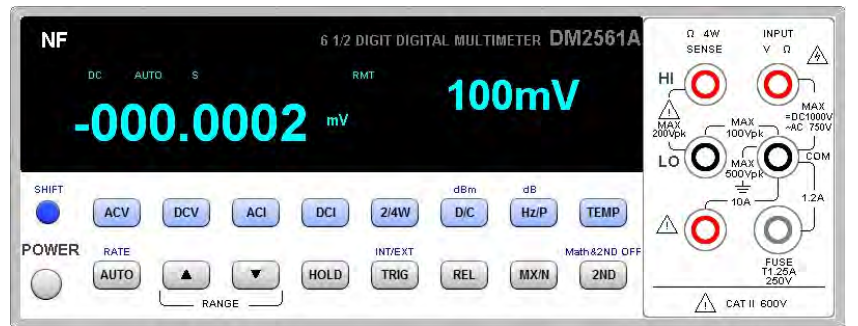 NF 6 1/2 DIGIT DIGITAL MULTIMETER DM2561A
DC AUTO S RMT
-000.0002 mV 100mV
SHIFT
dBm dB
ACV DCV ACI DCI 2/4W D/C Hz/P TEMP
POWER
RATE INT/EXT Math&2ND OFF
AUTO HOLD TRIG REL MX/N 2ND
RANGE
Ω 4W INPUT
SENSE V Ω
HI
MAX
=DC1000V
~AC 750V
MAX
200Vpk
MAX
100Vpk
LO
MAX
500Vpk
COM
10A
1.2A
FUSE
T1.25A
250V
CAT II 600V